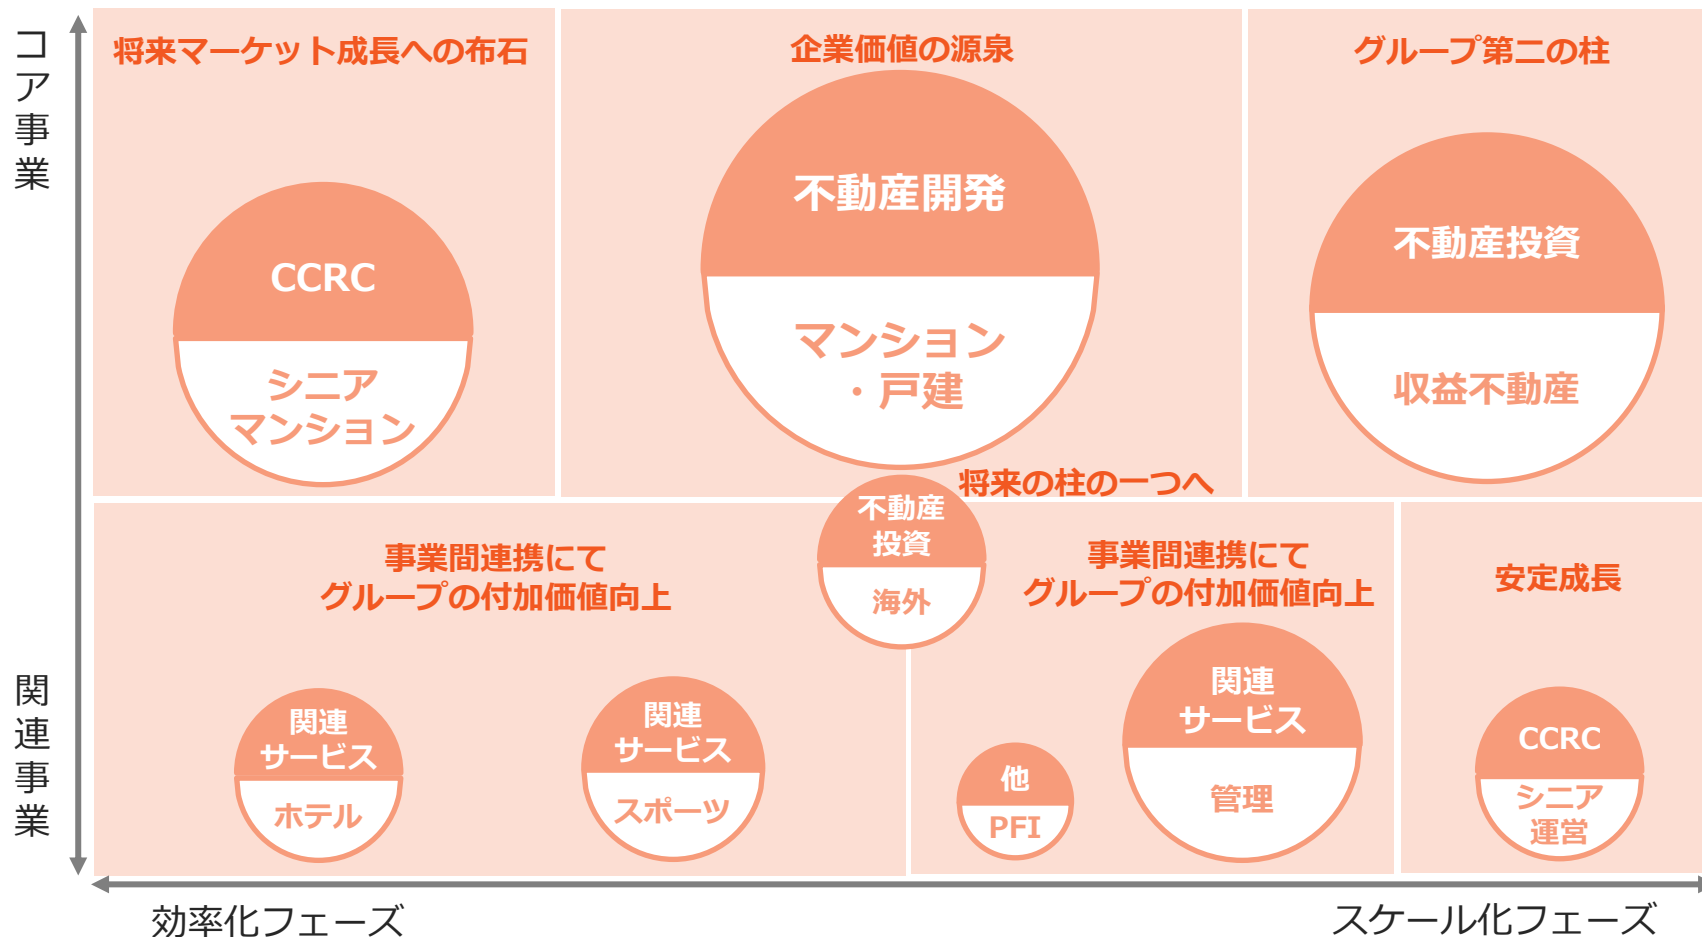 コア事業
将来マーケット成長への布石
企業価値の源泉
グループ第二の柱
CCRC
シニア
マンション
不動産開発
マンション
・戸建
不動産投資
収益不動産
将来の柱の一つへ
不動産
投資
海外
関連事業
事業間連携にて
グループの付加価値向上
関連
サービス
ホテル
関連
サービス
スポーツ
事業間連携にて
グループの付加価値向上
他
PFI
関連
サービス
管理
安定成長
CCRC
シニア
運営
効率化フェーズ
スケール化フェーズ